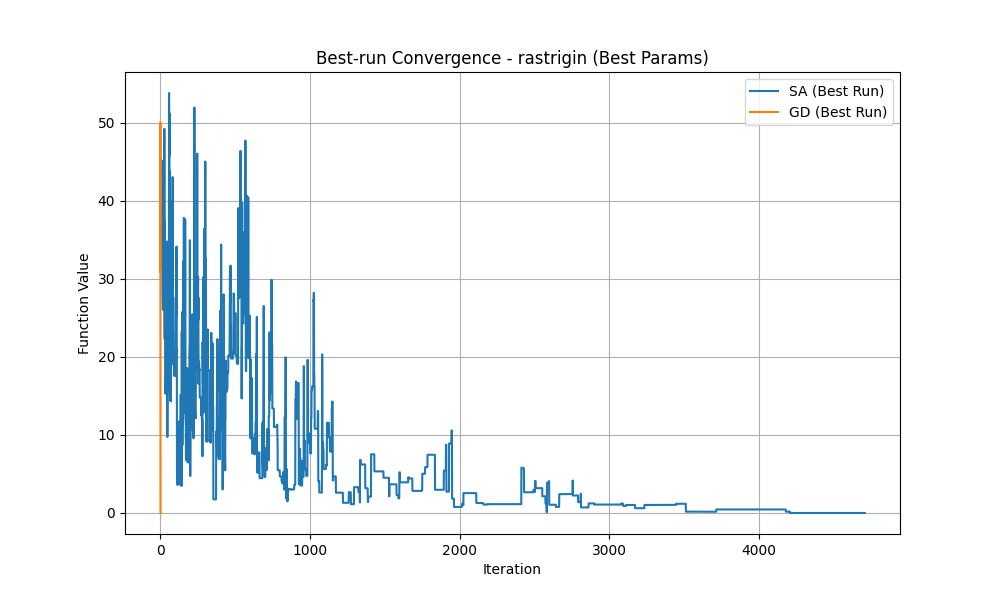 Best-run Convergence - rastrigin (Best Params)
SA (Best Run)
GD (Best Run)
Function Value
50
40
30
20
10
0
0 1000 2000 3000 4000
Iteration